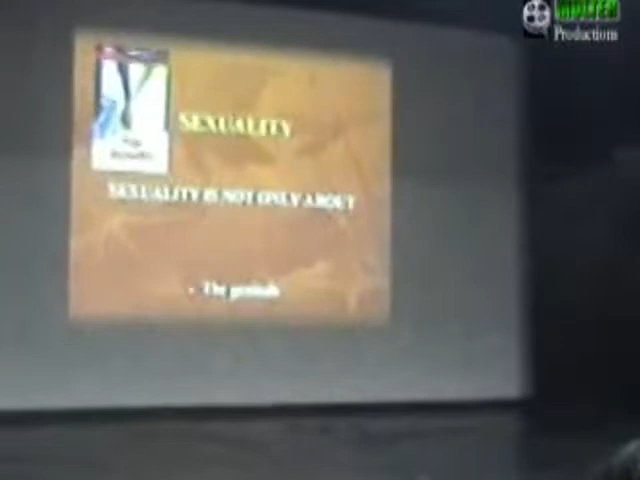 Productions
SEXUALITY
SEXUALITY IS NOT ONLY ABOUT
- The genitals